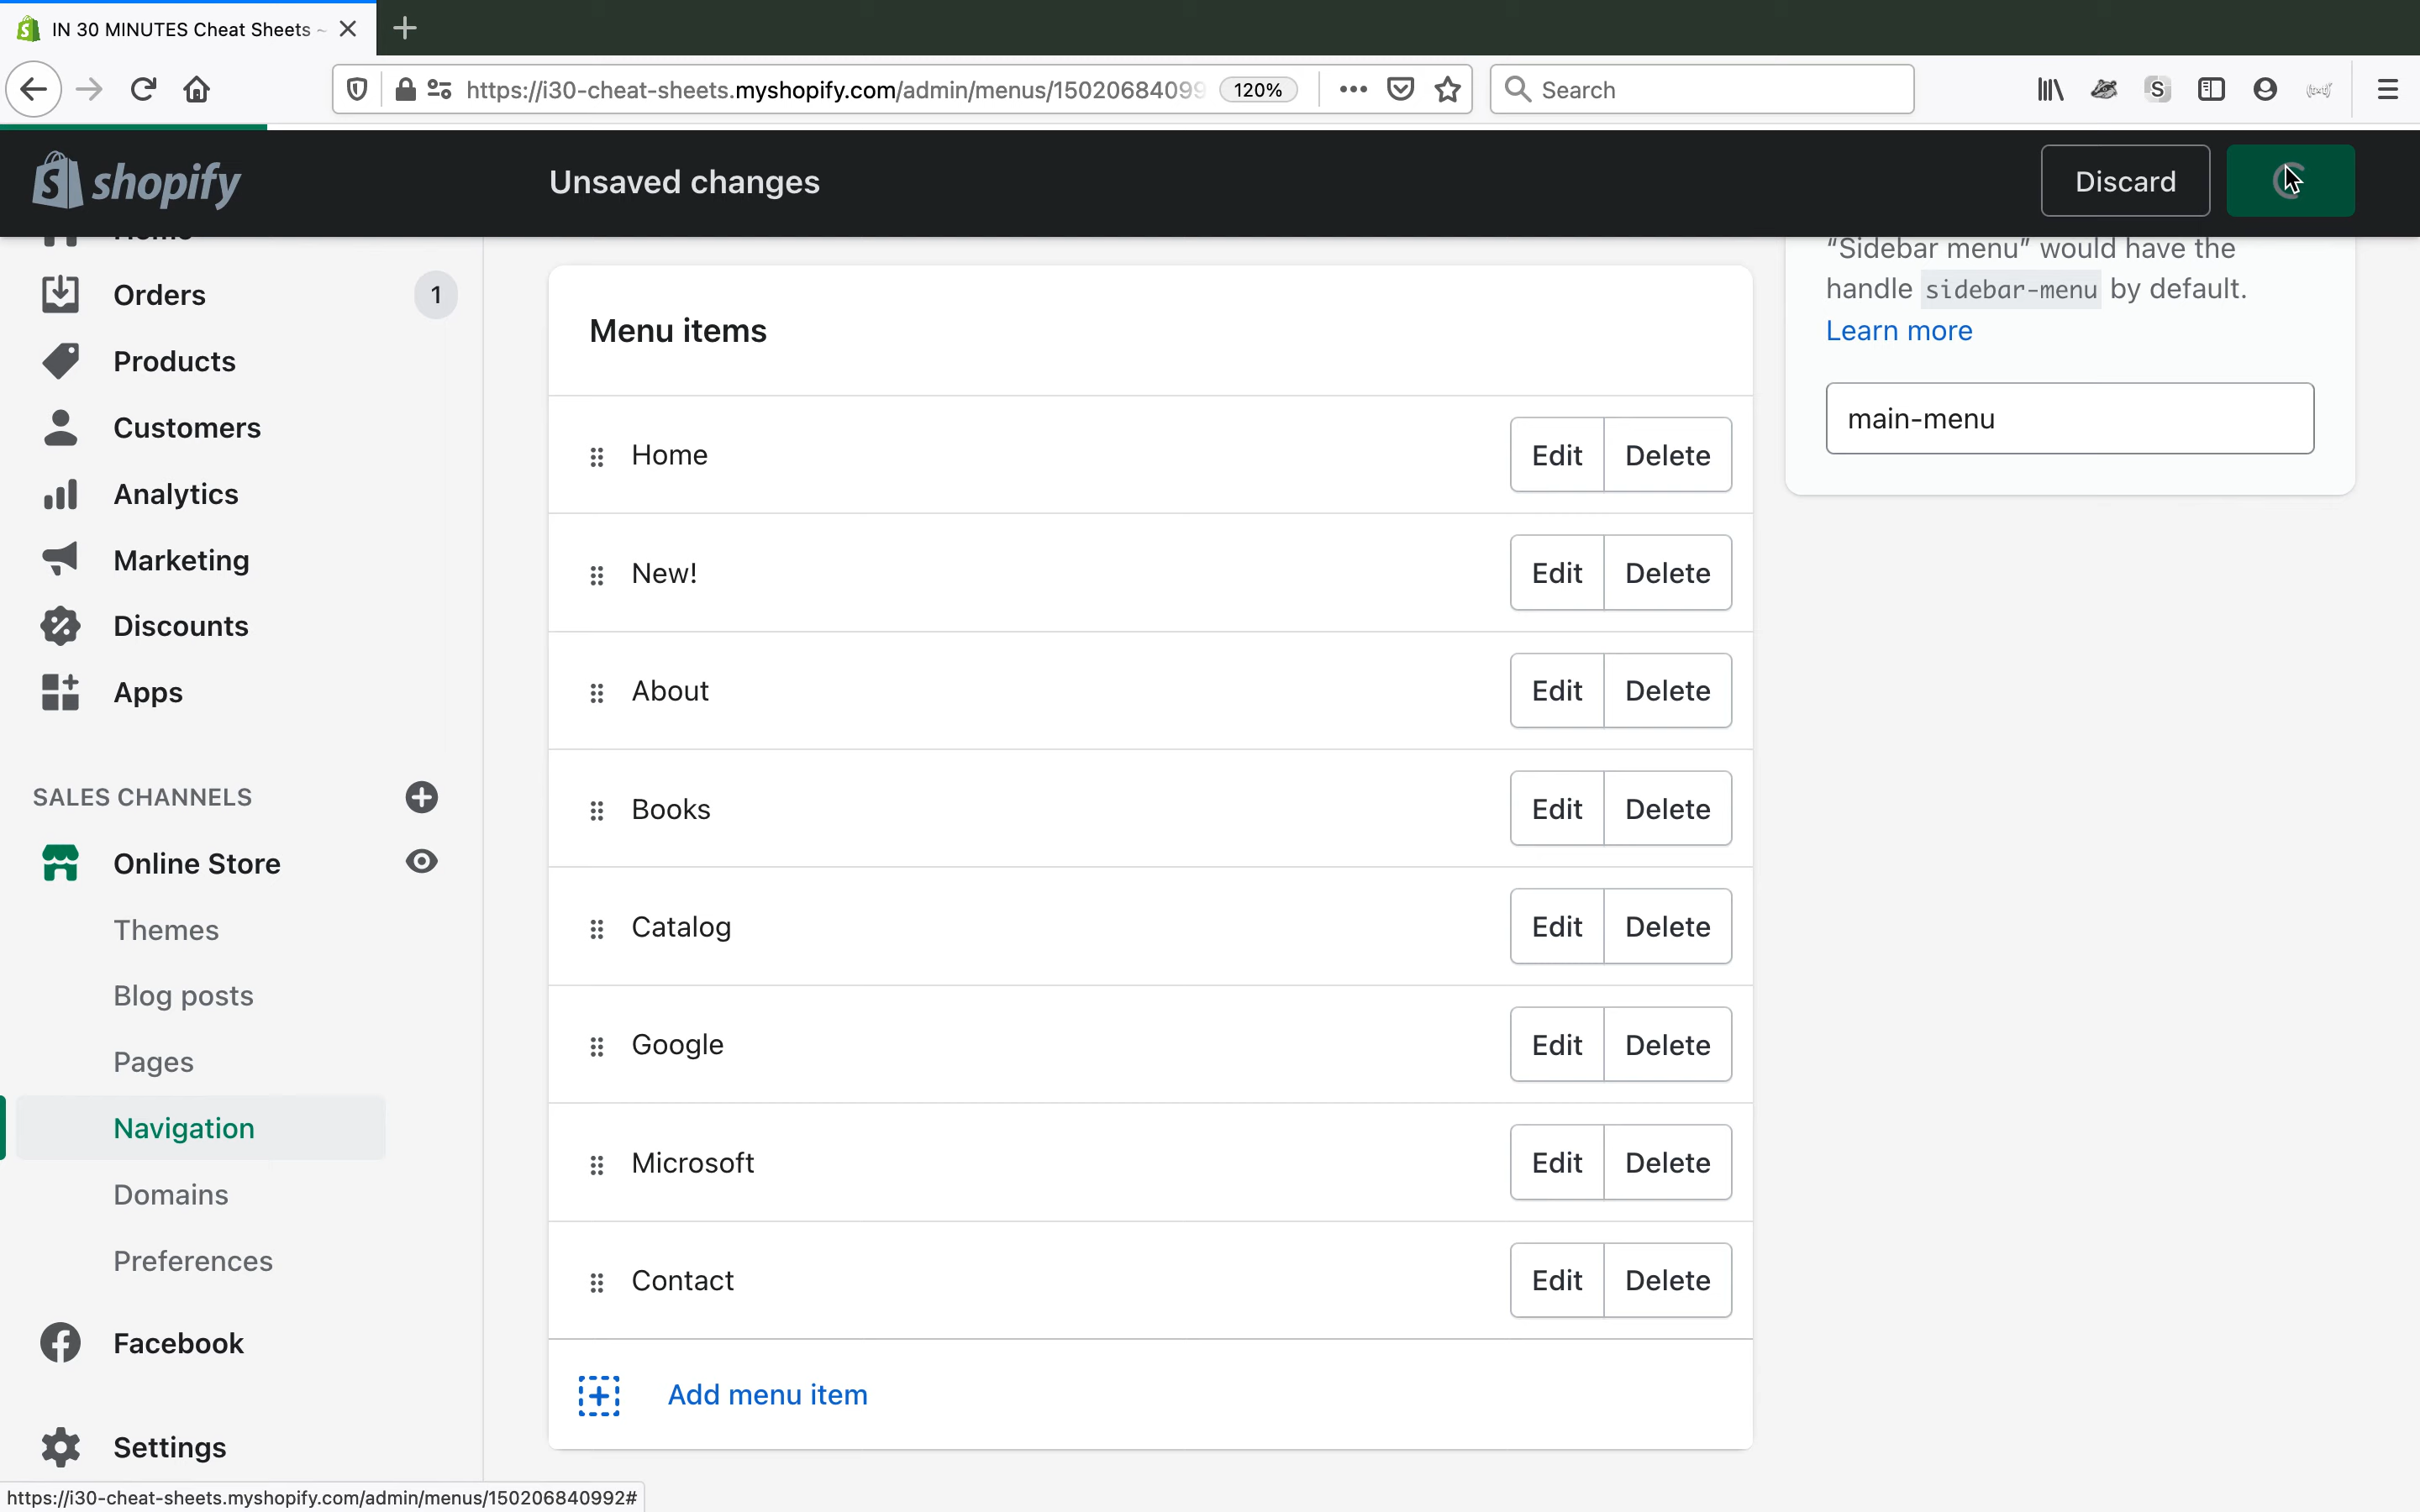 IN 30 MINUTES Cheat Sheets ~
https://i30-cheat-sheets.myshopify.com/admin/menus/15020684099
120%
Search
shopify
Unsaved changes
Discard
Home
Orders
1
Products
Customers
Analytics
Marketing
Discounts
Apps
SALES CHANNELS
Online Store
Themes
Blog posts
Pages
Navigation
Domains
Preferences
Facebook
Settings
Menu items
Home
Edit
Delete
New!
Edit
Delete
About
Edit
Delete
Books
Edit
Delete
Catalog
Edit
Delete
Google
Edit
Delete
Microsoft
Edit
Delete
Contact
Edit
Delete
Add menu item
“Sidebar menu” would have the
handle sidebar-menu by default.
Learn more
main-menu
https://i30-cheat-sheets.myshopify.com/admin/menus/150206840992#